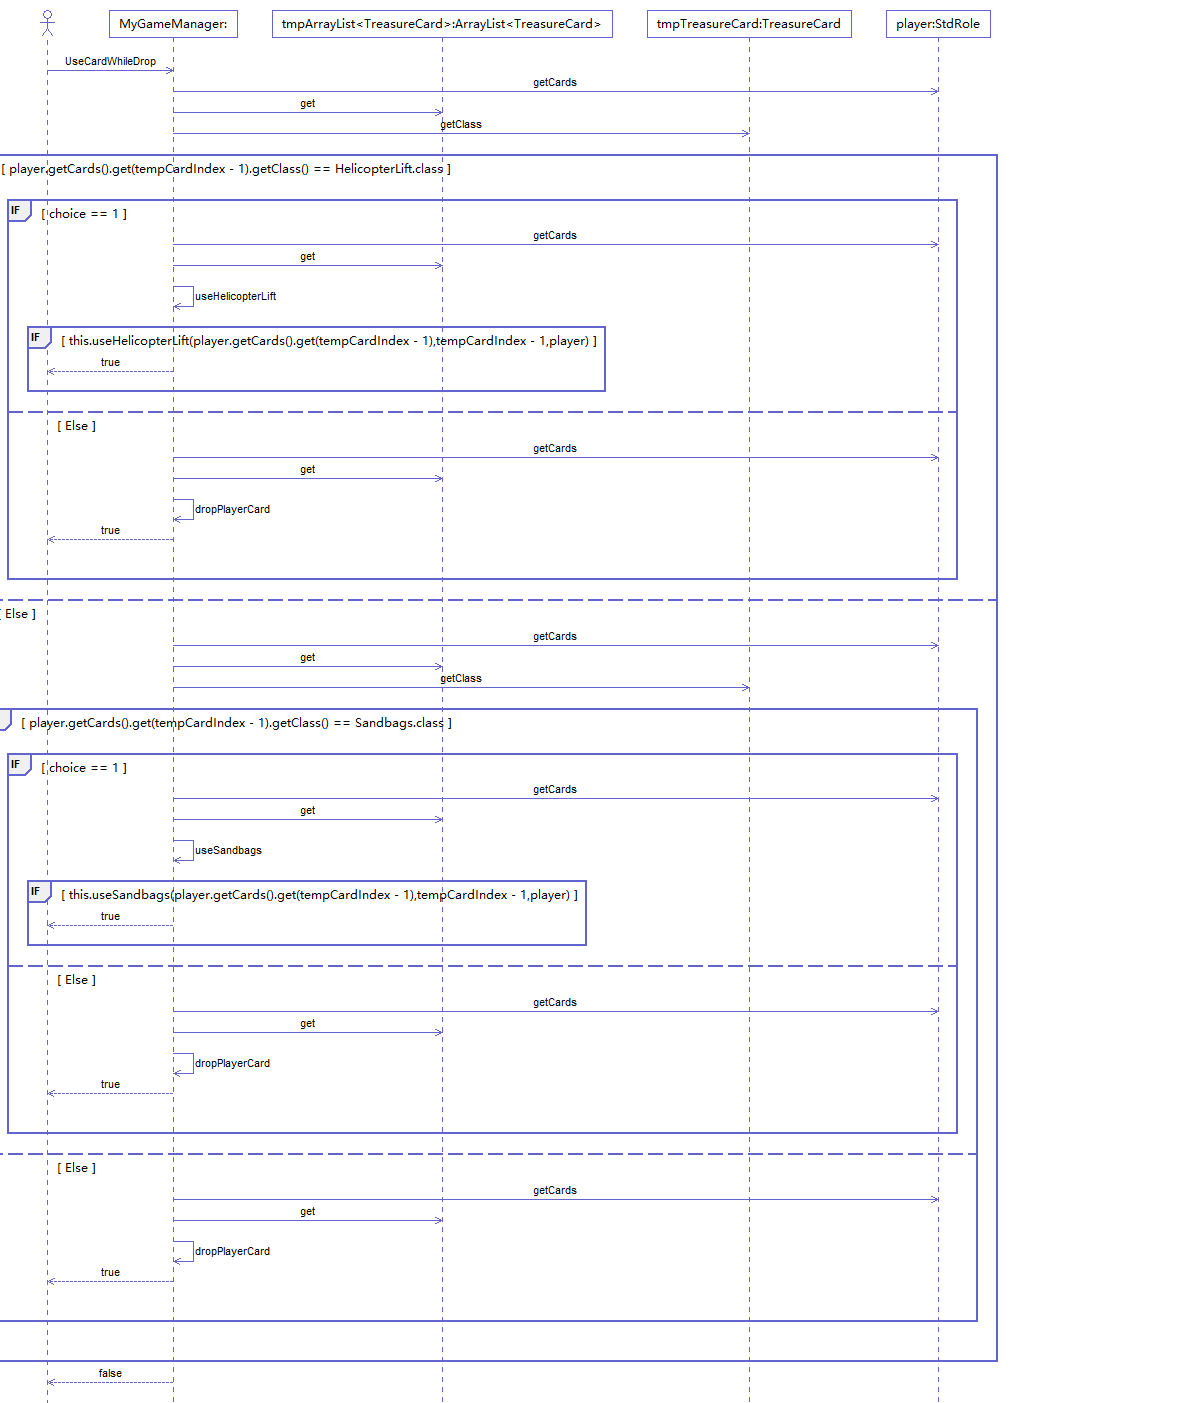 MyGameManager:
tmpArrayList<TreasureCard>:ArrayList<TreasureCard>
tmpTreasureCard:TreasureCard
player:StdRole
UseCardWhileDrop
getCards
get
getClass
[ player.getCards().get(tempCardIndex - 1).getClass() == HelicopterLift.class ]
IF
[ choice == 1 ]
getCards
get
useHelicopterLift
IF
[ this.useHelicopterLift(player.getCards().get(tempCardIndex - 1),tempCardIndex - 1,player) ]
true
[ Else ]
getCards
get
dropPlayerCard
true
[ Else ]
getCards
get
getClass
[ player.getCards().get(tempCardIndex - 1).getClass() == Sandbags.class ]
IF
[ choice == 1 ]
getCards
get
useSandbags
IF
[ this.useSandbags(player.getCards().get(tempCardIndex - 1),tempCardIndex - 1,player) ]
true
[ Else ]
getCards
get
dropPlayerCard
true
[ Else ]
getCards
get
dropPlayerCard
true
false